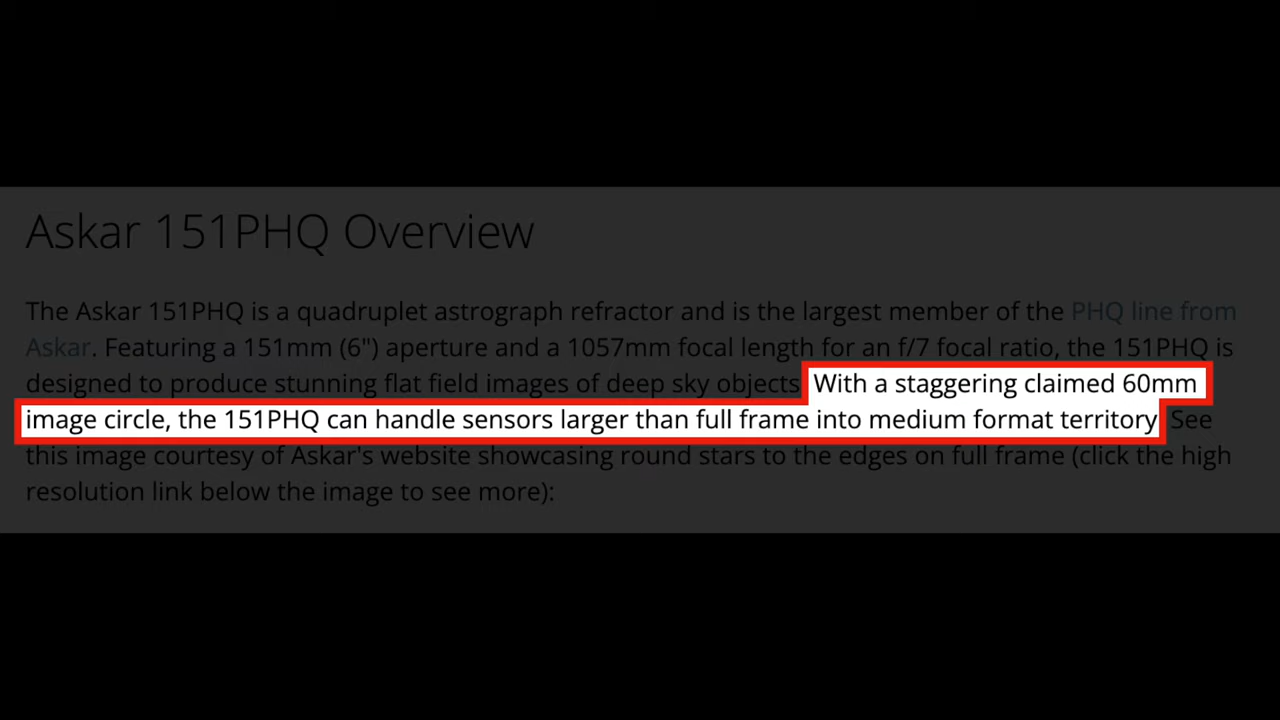 Askar 151PHQ Overview
The Askar 151PHQ is a quadruplet astrograph refractor and is the largest member of the PHQ line from
Askar. Featuring a 151mm (6") aperture and a 1057mm focal length for an f/7 focal ratio, the 151PHQ is
designed to produce stunning flat field images of deep sky objects. With a staggering claimed 60mm
image circle, the 151PHQ can handle sensors larger than full frame into medium format territory. See
this image courtesy of Askar's website showcasing round stars to the edges on full frame (click the high
resolution link below the image to see more):